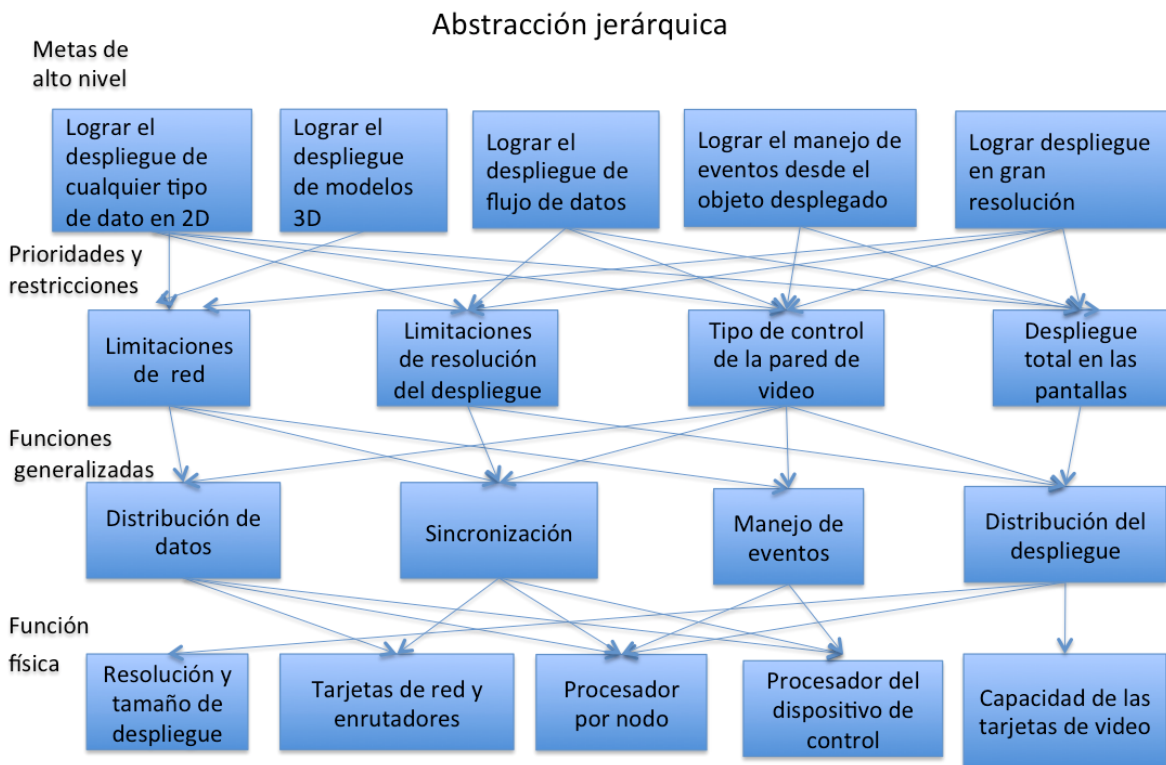 Abstracción jerárquica
Metas de
alto nivel
Lograr el
despliegue de
cualquier tipo
de dato en 2D
Lograr el
despliegue
de modelos
3D
Lograr el
despliegue de
flujo de datos
Lograr el manejo de
eventos desde el
objeto desplegado
Lograr despliegue
en gran
resolución
Prioridades y
restricciones
Limitaciones
de red
Limitaciones
de resolución
del despliegue
Tipo de control
de la pared de
video
Despliegue
total en las
pantallas
Funciones
generalizadas
Distribución de
datos
Sincronización
Manejo de
eventos
Distribución del
despliegue
Función
física
Resolución y
tamaño de
despliegue
Tarjetas de red y
enrutadores
Procesador
por nodo
Procesador del
dispositivo de
control
Capacidad de las
tarjetas de video